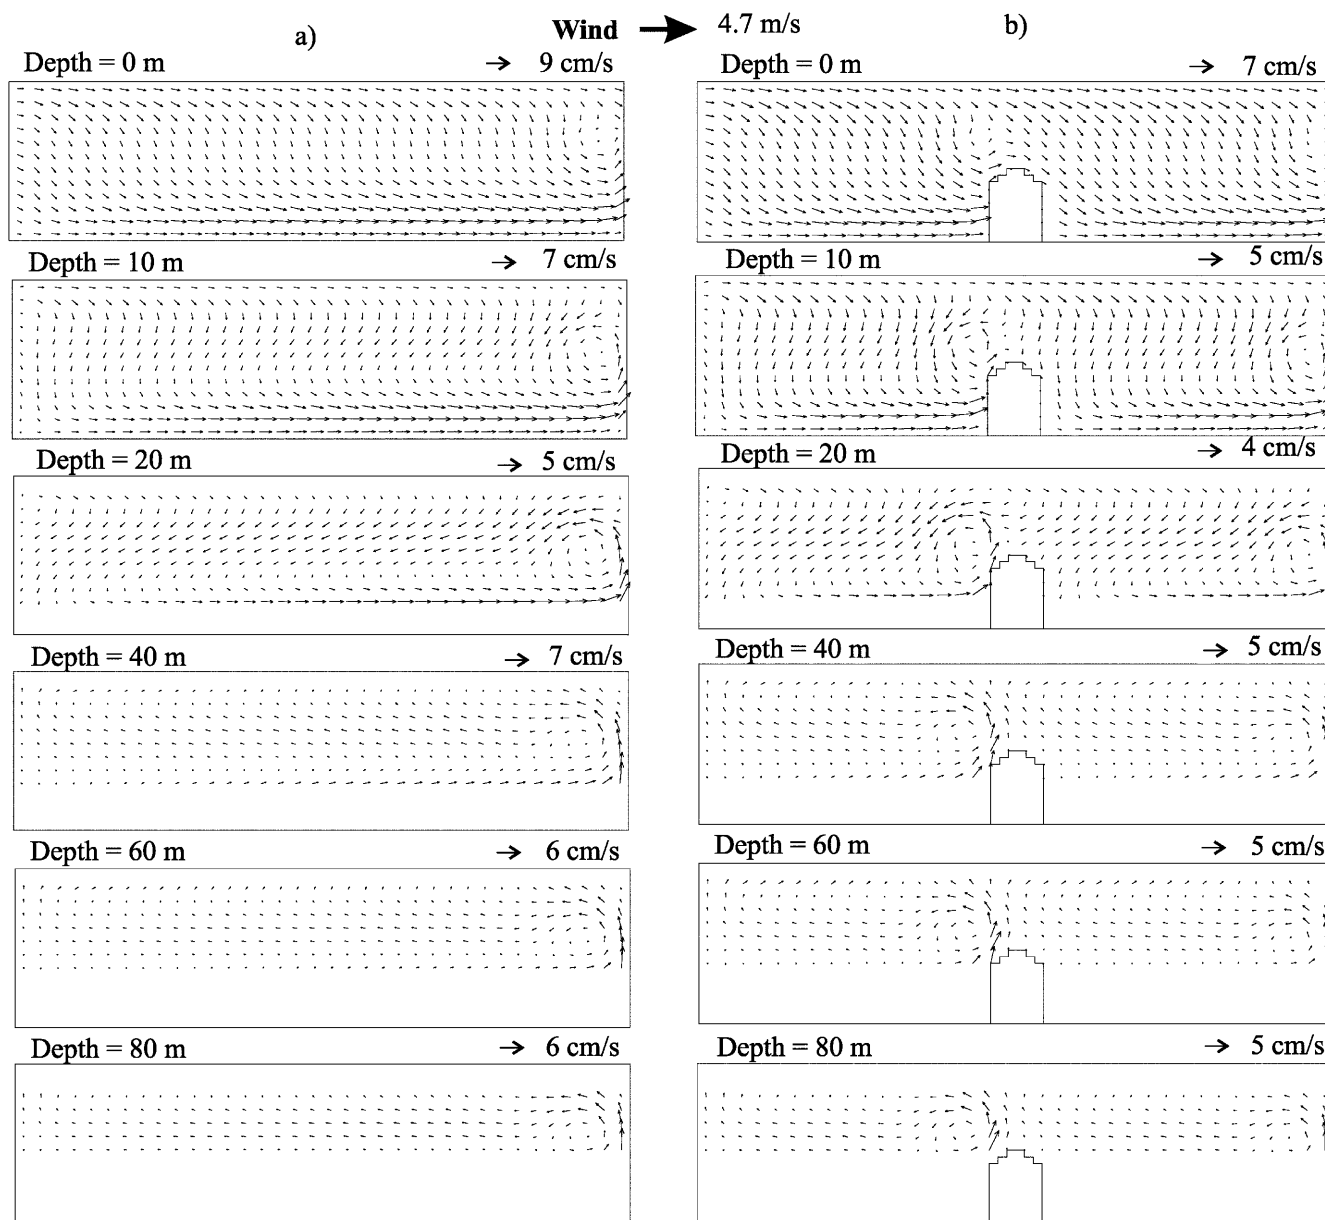 a) Wind 4.7 m/s b)
Depth = 0 m 9 cm/s Depth = 0 m 7 cm/s
Depth = 10 m 7 cm/s Depth = 10 m 5 cm/s
Depth = 20 m 5 cm/s Depth = 20 m 4 cm/s
Depth = 40 m 7 cm/s Depth = 40 m 5 cm/s
Depth = 60 m 6 cm/s Depth = 60 m 5 cm/s
Depth = 80 m 6 cm/s Depth = 80 m 5 cm/s